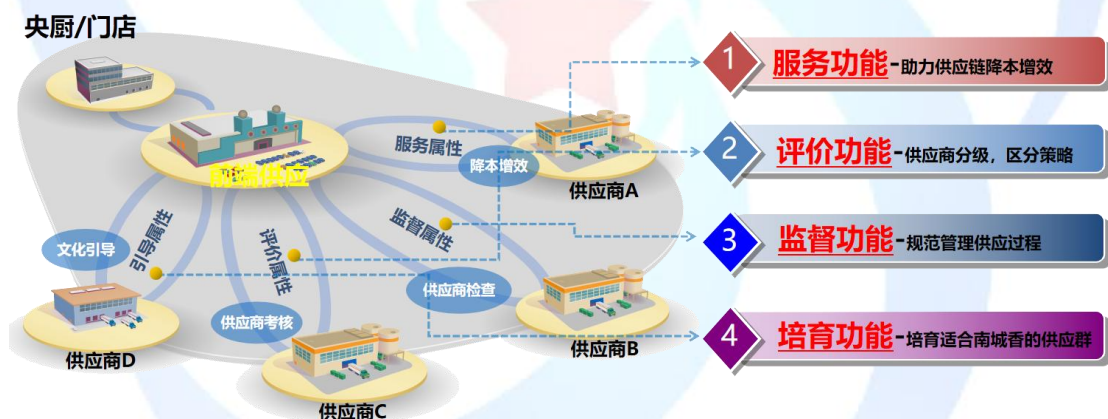 央厨/门店
前端供应
服务属性
降本增效
供应商A
监督属性
供应商检查
供应商B
评价属性
供应商考核
供应商C
引导属性
文化引导
供应商D
1 服务功能-助力供应链降本增效
2 评价功能-供应商分级，区分策略
3 监督功能-规范管理供应过程
4 培育功能-培育适合南城香的供应群